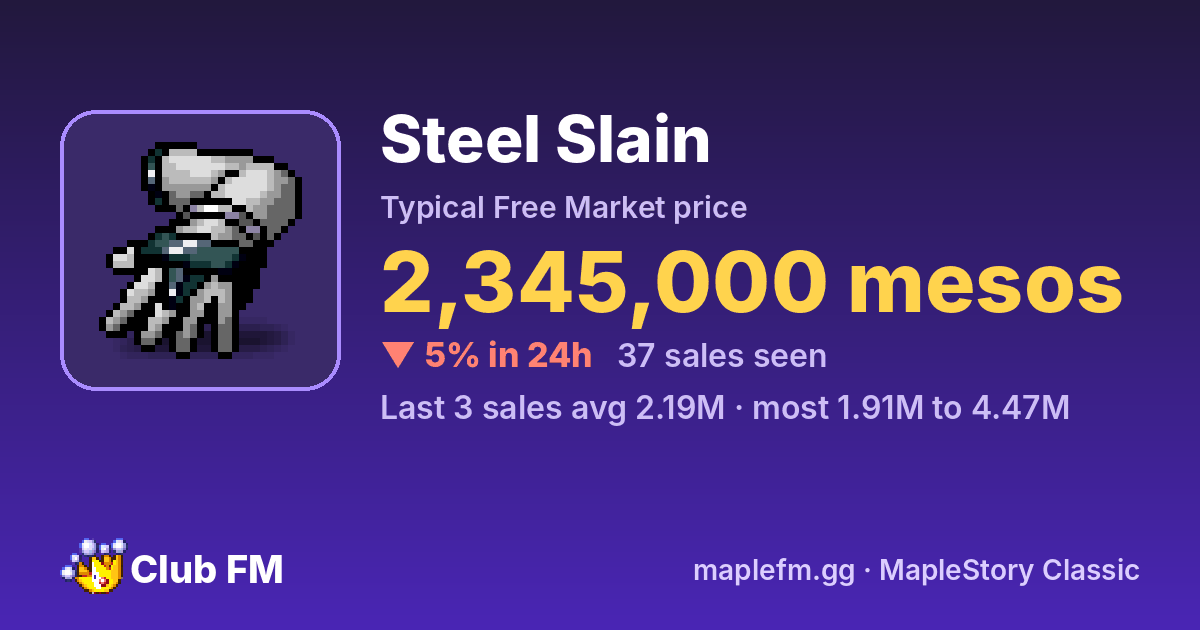 Steel Slain
Typical Free Market price
2,345,000 mesos
▼ 5% in 24h 37 sales seen
Last 3 sales avg 2.19M · most 1.91M to 4.47M
Club FM
maplefm.gg · MapleStory Classic